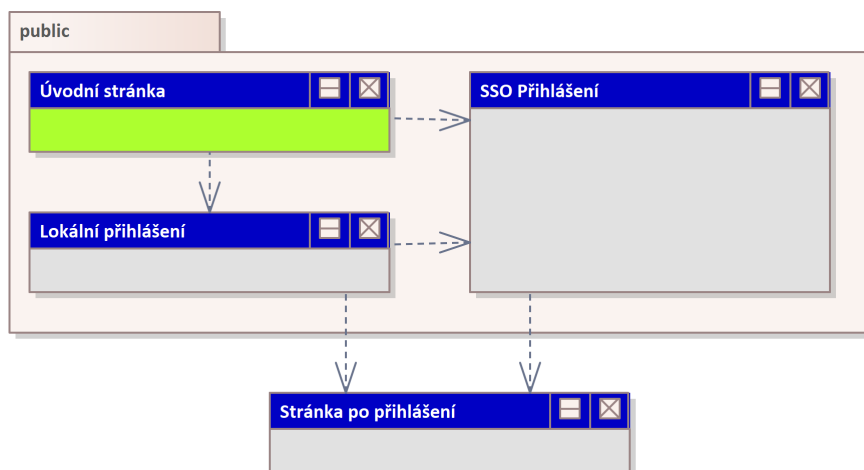 public
Úvodní stránka
SSO Přihlášení
Lokální přihlášení
Stránka po přihlášení